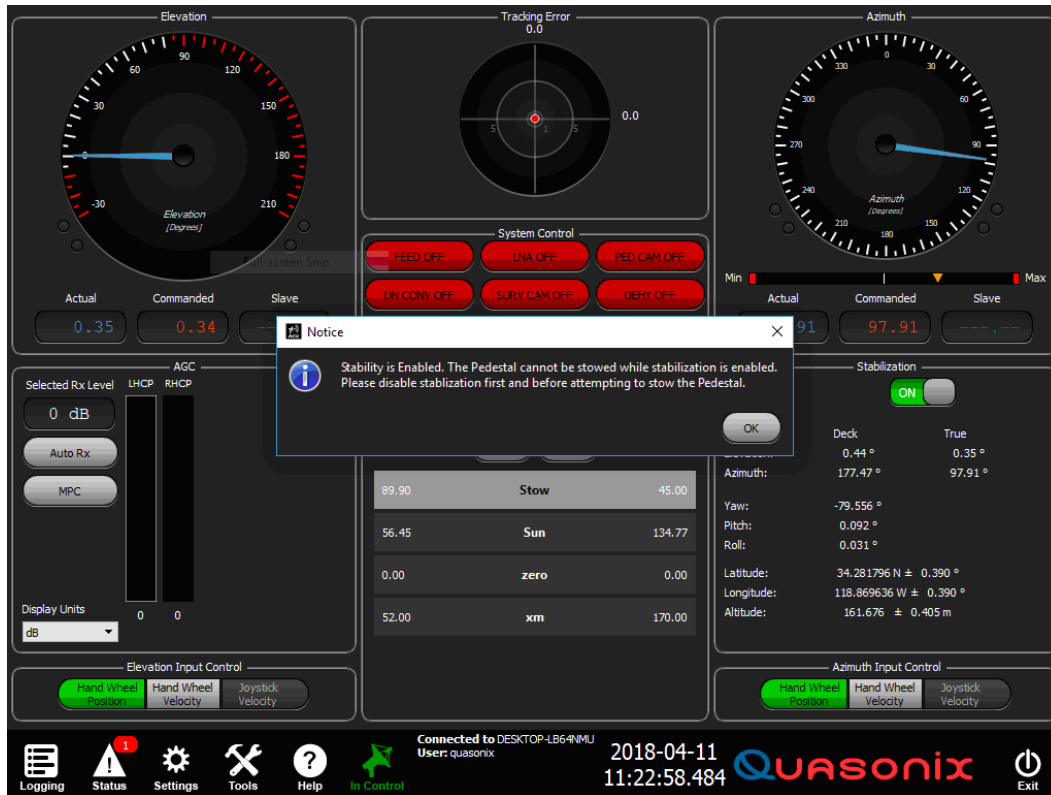 Elevation
90
60
120
30
150
0
180
-30
210
Elevation
[Degrees]
Full-screen Snip
Actual
Commanded
Slave
0.35
0.34
Tracking Error
0.0
0.0
5
1
5
System Control
FEED OFF
LNA OFF
PED CAM OFF
DN CONV OFF
SURV CAM OFF
DEHY OFF
Azimuth
0
330
30
300
60
270
90
240
120
210
150
180
Azimuth
[Degrees]
Min
Max
Actual
Commanded
Slave
91
97.91
---.--
Notice
Stability is Enabled. The Pedestal cannot be stowed while stabilization is enabled.
Please disable stablization first and before attempting to stow the Pedestal.
OK
AGC
Selected Rx Level
LHCP
RHCP
0 dB
Auto Rx
MPC
Display Units
0
0
dB
89.90 Stow 45.00
56.45 Sun 134.77
0.00 zero 0.00
52.00 xm 170.00
Stabilization
ON
Deck True
0.44 ° 0.35 °
Azimuth: 177.47 ° 97.91 °
Yaw: -79.556 °
Pitch: 0.092 °
Roll: 0.031 °
Latitude: 34.281796 N ± 0.390 °
Longitude: 118.869636 W ± 0.390 °
Altitude: 161.676 ± 0.405 m
Elevation Input Control
Hand Wheel
Position
Hand Wheel
Velocity
Joystick
Velocity
Azimuth Input Control
Hand Wheel
Position
Hand Wheel
Velocity
Joystick
Velocity
Logging
1
Status
Settings
Tools
?
Help
In Control
Connected to DESKTOP-LB64NMU
User: quasonix
2018-04-11
11:22:58.484
Quasonix
Exit